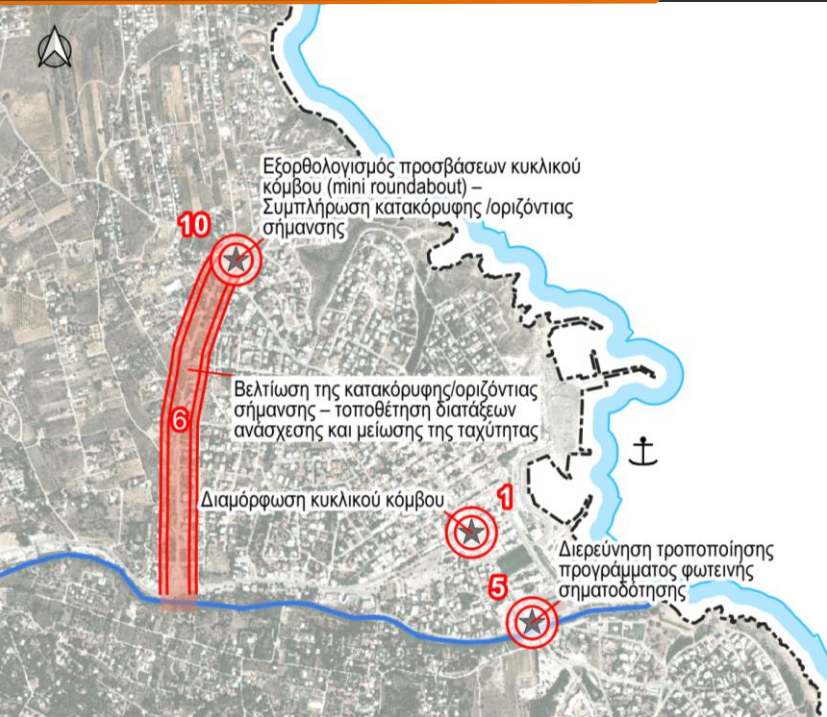 Εξορθολογισμός προσβάσεων κυκλικού
κόμβου (mini roundabout) –
Συμπλήρωση κατακόρυφης /οριζόντιας
σήμανσης
10
Βελτίωση της κατακόρυφης/οριζόντιας
σήμανσης – τοποθέτηση διατάξεων
ανάσχεσης και μείωσης της ταχύτητας
6
Διαμόρφωση κυκλικού κόμβου
1
Διερεύνηση τροποποίησης
προγράμματος φωτεινής
σηματοδότησης
5